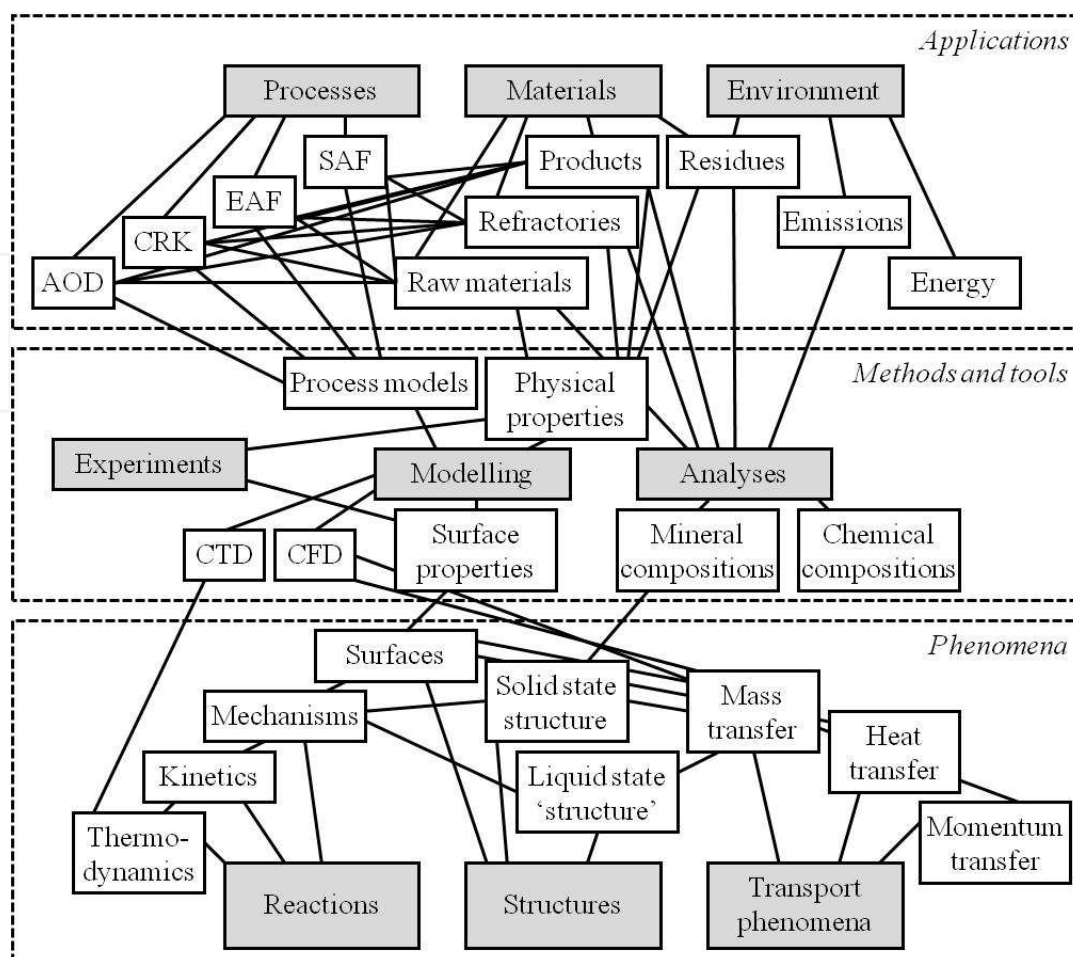 Applications
Processes
Materials
Environment
SAF
Products
Residues
EAF
Refractories
Emissions
CRK
AOD
Raw materials
Energy
Process models
Physical
properties
Methods and tools
Experiments
Modelling
Analyses
CTD
CFD
Surface
properties
Mineral
compositions
Chemical
compositions
Phenomena
Surfaces
Solid state
structure
Mass
transfer
Mechanisms
Heat
transfer
Kinetics
Liquid state
‘structure’
Thermo-
dynamics
Momentum
transfer
Reactions
Structures
Transport
phenomena